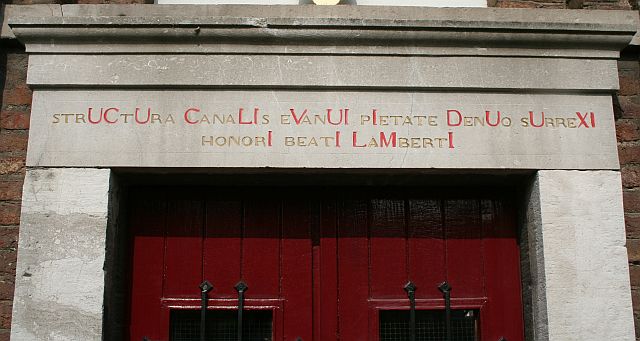 strUCtUra CanaLIs eVanUI pIetate DenUo sUrreXI
honorI beatI LaMbertI